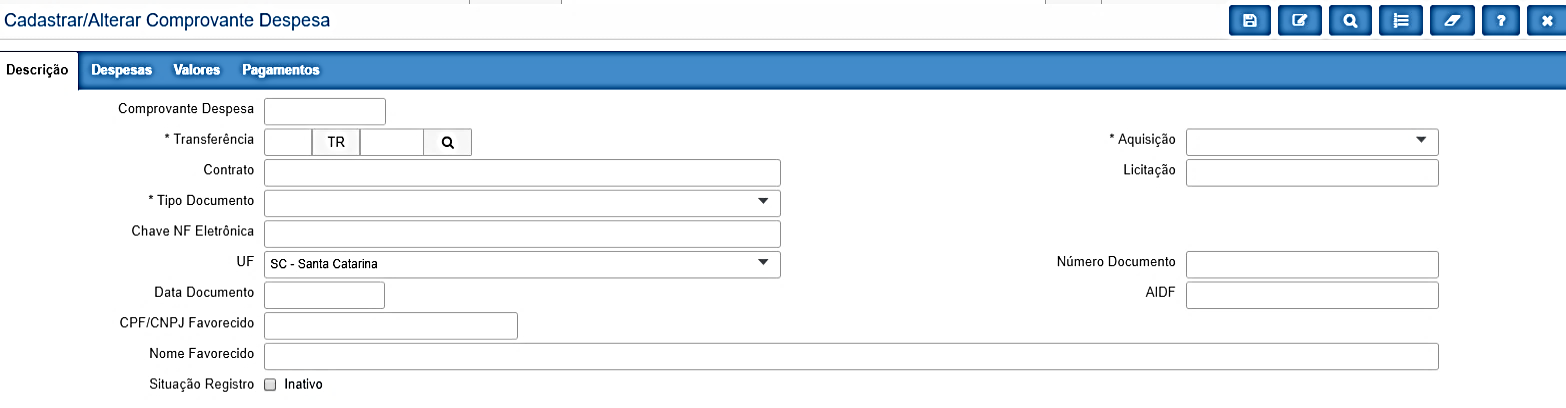 Cadastrar/Alterar Comprovante Despesa
Descrição Despesas Valores Pagamentos
Comprovante Despesa
* Transferência TR * Aquisição
Contrato Licitação
* Tipo Documento
Chave NF Eletrônica
UF SC - Santa Catarina Número Documento
Data Documento AIDF
CPF/CNPJ Favorecido
Nome Favorecido
Situação Registro Inativo